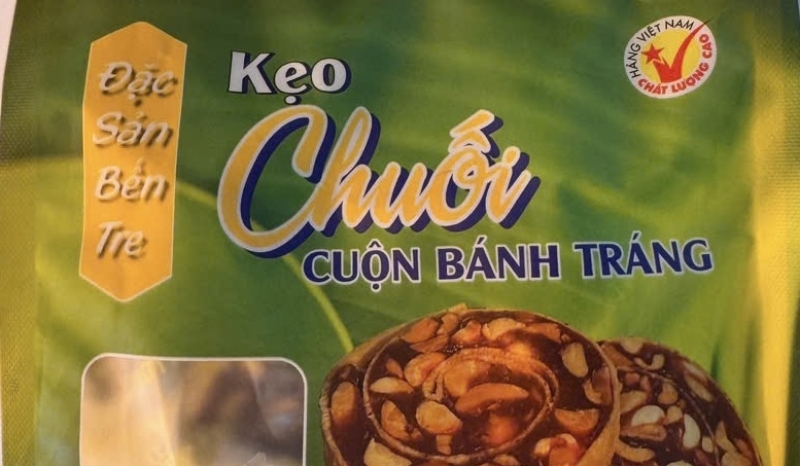 Đặc
Sản
Bến
Tre
Kẹo
Chuối
CUỘN BÁNH TRÁNG
HÀNG VIỆT NAM
CHẤT LƯỢNG CAO